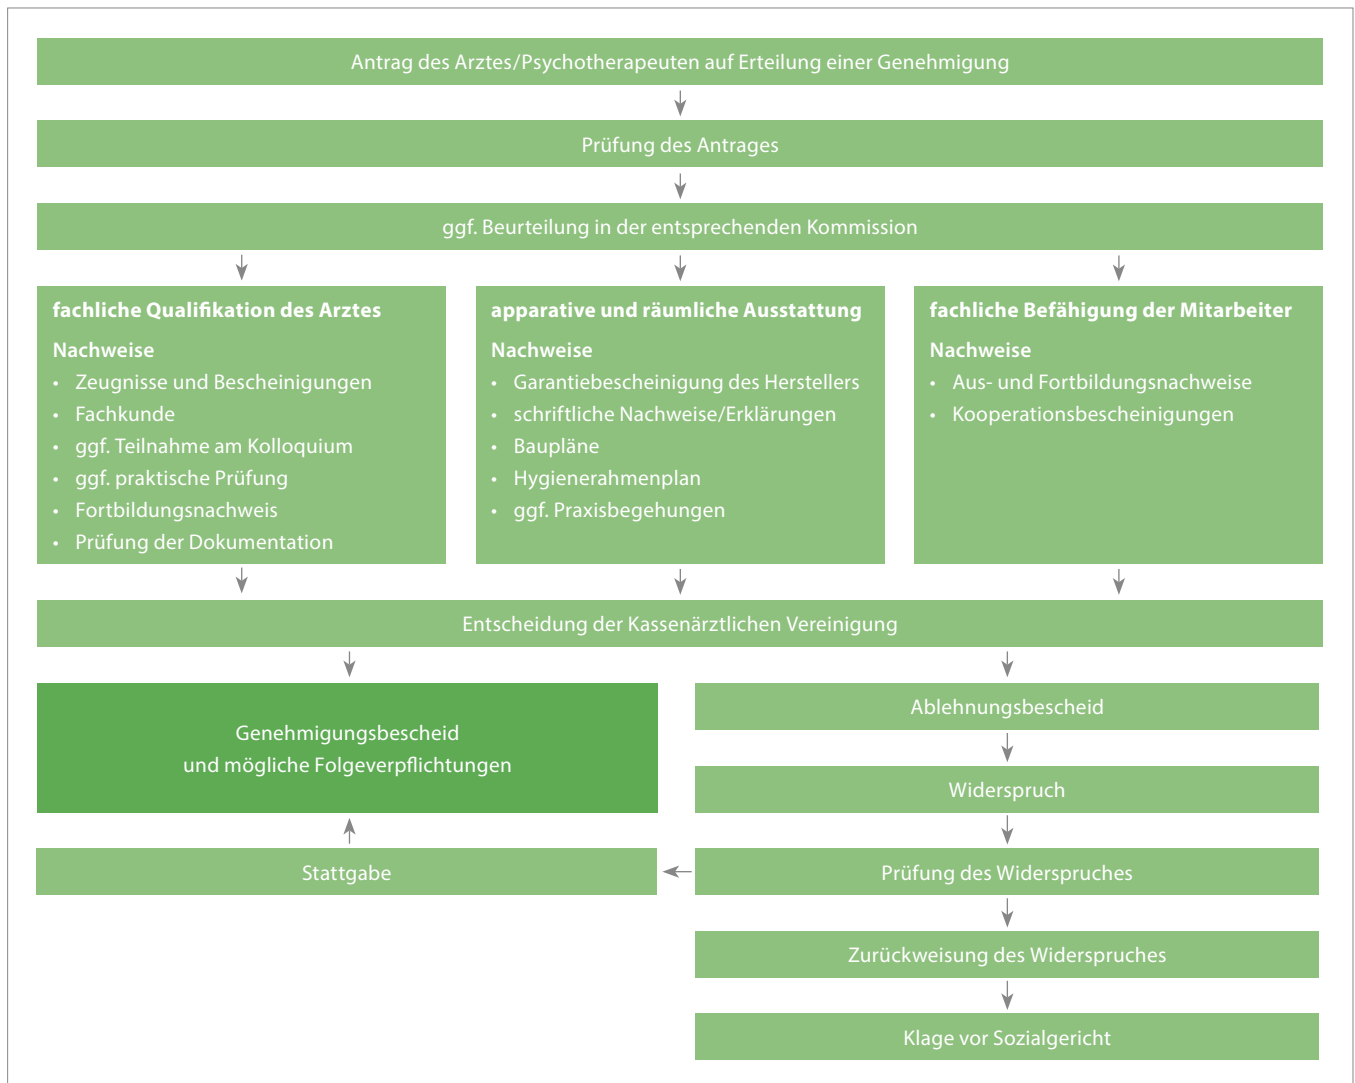 Antrag des Arztes/Psychotherapeuten auf Erteilung einer Genehmigung
Prüfung des Antrages
ggf. Beurteilung in der entsprechenden Kommission
fachliche Qualifikation des Arztes
Nachweise
• Zeugnisse und Bescheinigungen
• Fachkunde
• ggf. Teilnahme am Kolloquium
• ggf. praktische Prüfung
• Fortbildungsnachweis
• Prüfung der Dokumentation
apparative und räumliche Ausstattung
Nachweise
• Garantiebescheinigung des Herstellers
• schriftliche Nachweise/Erklärungen
• Baupläne
• Hygienerahmenplan
• ggf. Praxisbegehungen
fachliche Befähigung der Mitarbeiter
Nachweise
• Aus- und Fortbildungsnachweise
• Kooperationsbescheinigungen
Entscheidung der Kassenärztlichen Vereinigung
Genehmigungsbescheid
und mögliche Folgeverpflichtungen
Ablehnungsbescheid
Widerspruch
Stattgabe
Prüfung des Widerspruches
Zurückweisung des Widerspruches
Klage vor Sozialgericht